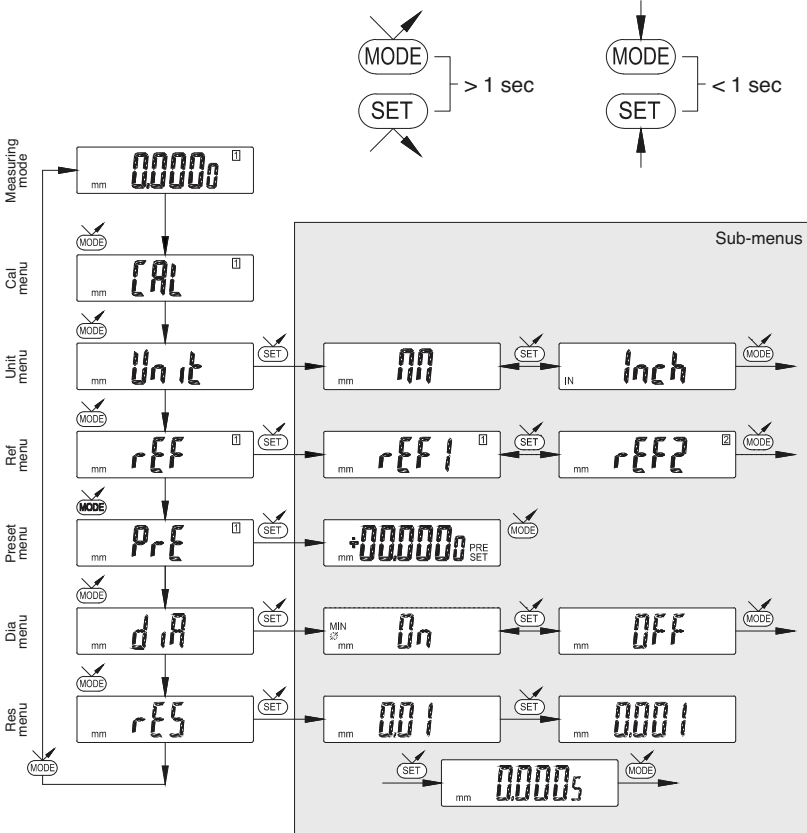 MODE
SET
> 1 sec
MODE
SET
< 1 sec
Measuring
mode
0.0000
mm
1
Sub-menus
MODE
Cal
menu
CAL
mm
1
MODE
Unit
menu
Unit
mm
SET
MM
mm
SET
Inch
IN
MODE
MODE
Ref
menu
rEF
mm
1
SET
rEF1
mm
1
SET
rEF2
mm
2
MODE
MODE
Preset
menu
PrE
mm
1
SET
00.0000
mm
PRE
SET
MODE
MODE
Dia
menu
diA
mm
SET
MIN
Ø
mm
On
SET
OFF
mm
MODE
MODE
Res
menu
rES
mm
SET
0.01
mm
SET
0.001
mm
MODE
SET
0.0005
mm
MODE